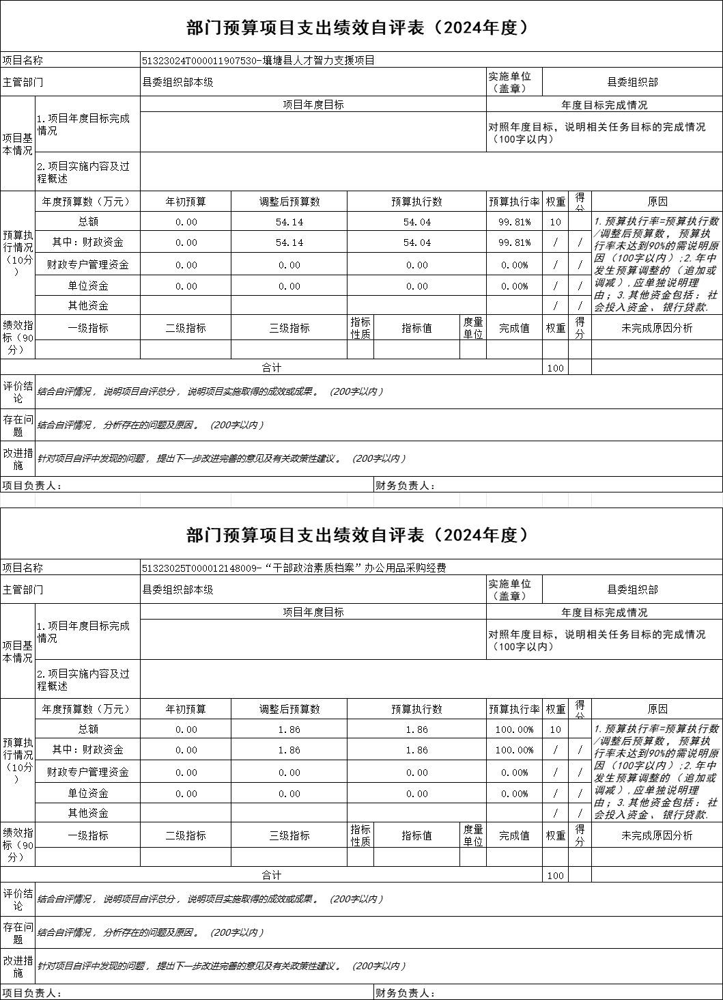 部门预算项目支出绩效自评表（2024年度）
项目名称 51323024T000011907530-壤塘县人才智力支援项目
主管部门 县委组织部本级 实施单位（盖章） 县委组织部
项目基本情况 1.项目年度目标完成情况 项目年度目标 年度目标完成情况
对照年度目标，说明相关任务目标的完成情况（100字以内）
2.项目实施内容及过程概述
预算执行情况（10分） 年度预算数（万元） 年初预算 调整后预算数 预算执行数 预算执行率 权重 得分 原因
总额 0.00 54.14 54.04 99.81% 10
其中：财政资金 0.00 54.14 54.04 99.81% / /
财政专户管理资金 0.00 0.00 0.00 0.00% / /
单位资金 0.00 0.00 0.00 0.00% / /
其他资金 / /
1.预算执行率=预算执行数/调整后预算数，预算执行率未达到90%的需说明原因（100字以内）;2.年中发生预算调整的（追加或调减）,应单独说明理由；3.其他资金包括：社会投入资金、银行贷款.
绩效指标（90分） 一级指标 二级指标 三级指标 指标性质 指标值 度量单位 完成值 权重 得分 未完成原因分析
合计 100
评价结论 结合自评情况，说明项目自评总分，说明项目实施取得的成效或成果。（200字以内）
存在问题 结合自评情况，分析存在的问题及原因。（200字以内）
改进措施 针对项目自评中发现的问题，提出下一步改进完善的意见及有关政策性建议。（200字以内）
项目负责人： 财务负责人：
部门预算项目支出绩效自评表（2024年度）
项目名称 51323025T000012148009-“干部政治素质档案”办公用品采购经费
主管部门 县委组织部本级 实施单位（盖章） 县委组织部
项目基本情况 1.项目年度目标完成情况 项目年度目标 年度目标完成情况
对照年度目标，说明相关任务目标的完成情况（100字以内）
2.项目实施内容及过程概述
预算执行情况（10分） 年度预算数（万元） 年初预算 调整后预算数 预算执行数 预算执行率 权重 得分 原因
总额 0.00 1.86 1.86 100.00% 10
其中：财政资金 0.00 1.86 1.86 100.00% / /
财政专户管理资金 0.00 0.00 0.00 0.00% / /
单位资金 0.00 0.00 0.00 0.00% / /
其他资金 / /
1.预算执行率=预算执行数/调整后预算数，预算执行率未达到90%的需说明原因（100字以内）;2.年中发生预算调整的（追加或调减）,应单独说明理由；3.其他资金包括：社会投入资金、银行贷款.
绩效指标（90分） 一级指标 二级指标 三级指标 指标性质 指标值 度量单位 完成值 权重 得分 未完成原因分析
合计 100
评价结论 结合自评情况，说明项目自评总分，说明项目实施取得的成效或成果。（200字以内）
存在问题 结合自评情况，分析存在的问题及原因。（200字以内）
改进措施 针对项目自评中发现的问题，提出下一步改进完善的意见及有关政策性建议。（200字以内）
项目负责人： 财务负责人：